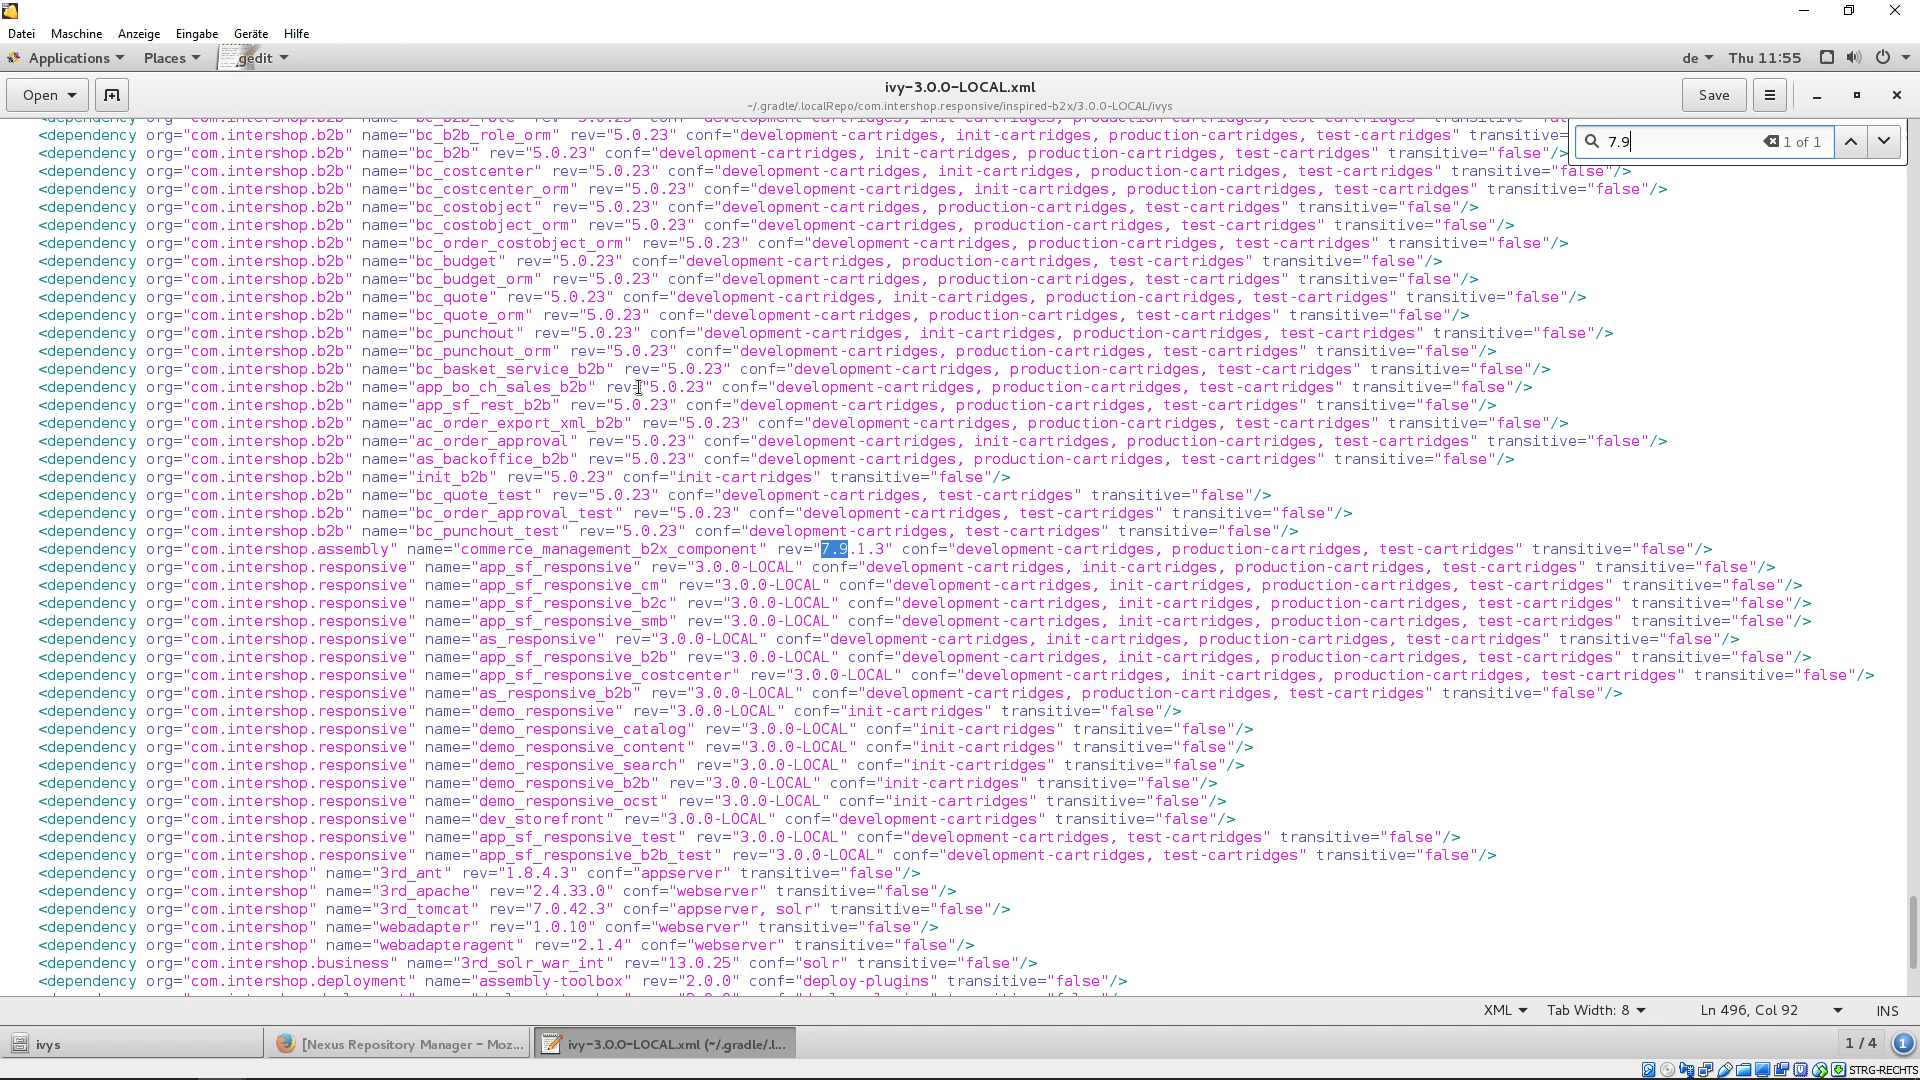 Datei Maschine Anzeige Eingabe Geräte Hilfe
Applications Places gedit de Thu 11:55
Open ivy-3.0.0-LOCAL.xml Save
~/.gradle/.localRepo/com.intershop.responsive/inspired-b2x/3.0.0-LOCAL/ivys
7.9 1 of 1
<dependency org="com.intershop.b2b" name="bc_b2b_role_orm" rev="5.0.23" conf="development-cartridges, init-cartridges, production-cartridges, test-cartridges" transitive=
<dependency org="com.intershop.b2b" name="bc_b2b" rev="5.0.23" conf="development-cartridges, init-cartridges, production-cartridges, test-cartridges" transitive="false"/>
<dependency org="com.intershop.b2b" name="bc_costcenter" rev="5.0.23" conf="development-cartridges, init-cartridges, production-cartridges, test-cartridges" transitive="false"/>
<dependency org="com.intershop.b2b" name="bc_costcenter_orm" rev="5.0.23" conf="development-cartridges, init-cartridges, production-cartridges, test-cartridges" transitive="false"/>
<dependency org="com.intershop.b2b" name="bc_costobject" rev="5.0.23" conf="development-cartridges, production-cartridges, test-cartridges" transitive="false"/>
<dependency org="com.intershop.b2b" name="bc_costobject_orm" rev="5.0.23" conf="development-cartridges, production-cartridges, test-cartridges" transitive="false"/>
<dependency org="com.intershop.b2b" name="bc_order_costobject_orm" rev="5.0.23" conf="development-cartridges, production-cartridges, test-cartridges" transitive="false"/>
<dependency org="com.intershop.b2b" name="bc_budget" rev="5.0.23" conf="development-cartridges, production-cartridges, test-cartridges" transitive="false"/>
<dependency org="com.intershop.b2b" name="bc_budget_orm" rev="5.0.23" conf="development-cartridges, production-cartridges, test-cartridges" transitive="false"/>
<dependency org="com.intershop.b2b" name="bc_quote" rev="5.0.23" conf="development-cartridges, init-cartridges, production-cartridges, test-cartridges" transitive="false"/>
<dependency org="com.intershop.b2b" name="bc_quote_orm" rev="5.0.23" conf="development-cartridges, production-cartridges, test-cartridges" transitive="false"/>
<dependency org="com.intershop.b2b" name="bc_punchout" rev="5.0.23" conf="development-cartridges, init-cartridges, production-cartridges, test-cartridges" transitive="false"/>
<dependency org="com.intershop.b2b" name="bc_punchout_orm" rev="5.0.23" conf="development-cartridges, production-cartridges, test-cartridges" transitive="false"/>
<dependency org="com.intershop.b2b" name="bc_basket_service_b2b" rev="5.0.23" conf="development-cartridges, production-cartridges, test-cartridges" transitive="false"/>
<dependency org="com.intershop.b2b" name="app_bo_ch_sales_b2b" rev="5.0.23" conf="development-cartridges, production-cartridges, test-cartridges" transitive="false"/>
<dependency org="com.intershop.b2b" name="app_sf_rest_b2b" rev="5.0.23" conf="development-cartridges, production-cartridges, test-cartridges" transitive="false"/>
<dependency org="com.intershop.b2b" name="ac_order_export_xml_b2b" rev="5.0.23" conf="development-cartridges, production-cartridges, test-cartridges" transitive="false"/>
<dependency org="com.intershop.b2b" name="ac_order_approval" rev="5.0.23" conf="development-cartridges, init-cartridges, production-cartridges, test-cartridges" transitive="false"/>
<dependency org="com.intershop.b2b" name="as_backoffice_b2b" rev="5.0.23" conf="development-cartridges, production-cartridges, test-cartridges" transitive="false"/>
<dependency org="com.intershop.b2b" name="init_b2b" rev="5.0.23" conf="init-cartridges" transitive="false"/>
<dependency org="com.intershop.b2b" name="bc_quote_test" rev="5.0.23" conf="development-cartridges, test-cartridges" transitive="false"/>
<dependency org="com.intershop.b2b" name="bc_order_approval_test" rev="5.0.23" conf="development-cartridges, test-cartridges" transitive="false"/>
<dependency org="com.intershop.b2b" name="bc_punchout_test" rev="5.0.23" conf="development-cartridges, test-cartridges" transitive="false"/>
<dependency org="com.intershop.assembly" name="commerce_management_b2x_component" rev="7.9.1.3" conf="development-cartridges, production-cartridges, test-cartridges" transitive="false"/>
<dependency org="com.intershop.responsive" name="app_sf_responsive" rev="3.0.0-LOCAL" conf="development-cartridges, init-cartridges, production-cartridges, test-cartridges" transitive="false"/>
<dependency org="com.intershop.responsive" name="app_sf_responsive_cm" rev="3.0.0-LOCAL" conf="development-cartridges, init-cartridges, production-cartridges, test-cartridges" transitive="false"/>
<dependency org="com.intershop.responsive" name="app_sf_responsive_b2c" rev="3.0.0-LOCAL" conf="development-cartridges, init-cartridges, production-cartridges, test-cartridges" transitive="false"/>
<dependency org="com.intershop.responsive" name="app_sf_responsive_smb" rev="3.0.0-LOCAL" conf="development-cartridges, init-cartridges, production-cartridges, test-cartridges" transitive="false"/>
<dependency org="com.intershop.responsive" name="as_responsive" rev="3.0.0-LOCAL" conf="development-cartridges, init-cartridges, production-cartridges, test-cartridges" transitive="false"/>
<dependency org="com.intershop.responsive" name="app_sf_responsive_b2b" rev="3.0.0-LOCAL" conf="development-cartridges, init-cartridges, production-cartridges, test-cartridges" transitive="false"/>
<dependency org="com.intershop.responsive" name="app_sf_responsive_costcenter" rev="3.0.0-LOCAL" conf="development-cartridges, init-cartridges, production-cartridges, test-cartridges" transitive="false"/>
<dependency org="com.intershop.responsive" name="as_responsive_b2b" rev="3.0.0-LOCAL" conf="development-cartridges, production-cartridges, test-cartridges" transitive="false"/>
<dependency org="com.intershop.responsive" name="demo_responsive" rev="3.0.0-LOCAL" conf="init-cartridges" transitive="false"/>
<dependency org="com.intershop.responsive" name="demo_responsive_catalog" rev="3.0.0-LOCAL" conf="init-cartridges" transitive="false"/>
<dependency org="com.intershop.responsive" name="demo_responsive_content" rev="3.0.0-LOCAL" conf="init-cartridges" transitive="false"/>
<dependency org="com.intershop.responsive" name="demo_responsive_search" rev="3.0.0-LOCAL" conf="init-cartridges" transitive="false"/>
<dependency org="com.intershop.responsive" name="demo_responsive_b2b" rev="3.0.0-LOCAL" conf="init-cartridges" transitive="false"/>
<dependency org="com.intershop.responsive" name="demo_responsive_ocst" rev="3.0.0-LOCAL" conf="init-cartridges" transitive="false"/>
<dependency org="com.intershop.responsive" name="dev_storefront" rev="3.0.0-LOCAL" conf="init-cartridges" transitive="false"/>
<dependency org="com.intershop.responsive" name="app_sf_responsive_test" rev="3.0.0-LOCAL" conf="development-cartridges, test-cartridges" transitive="false"/>
<dependency org="com.intershop.responsive" name="app_sf_responsive_b2b_test" rev="3.0.0-LOCAL" conf="development-cartridges, test-cartridges" transitive="false"/>
<dependency org="com.intershop" name="3rd_ant" rev="1.8.4.3" conf="appserver" transitive="false"/>
<dependency org="com.intershop" name="3rd_apache" rev="2.4.33.0" conf="webserver" transitive="false"/>
<dependency org="com.intershop" name="3rd_tomcat" rev="7.0.42.3" conf="appserver, solr" transitive="false"/>
<dependency org="com.intershop" name="webadapter" rev="1.0.10" conf="webserver" transitive="false"/>
<dependency org="com.intershop" name="webadapteragent" rev="2.1.4" conf="webserver" transitive="false"/>
<dependency org="com.intershop.business" name="3rd_solr_war_int" rev="13.0.25" conf="solr" transitive="false"/>
<dependency org="com.intershop.deployment" name="assembly-toolbox" rev="2.0.0" conf="deploy-plugins" transitive="false"/>
XML Tab Width: 8 Ln 496, Col 92 INS
ivys [Nexus Repository Manager – Moz... ivy-3.0.0-LOCAL.xml (~/.gradle/.l... 1 / 4 1
STRG-RECHTS